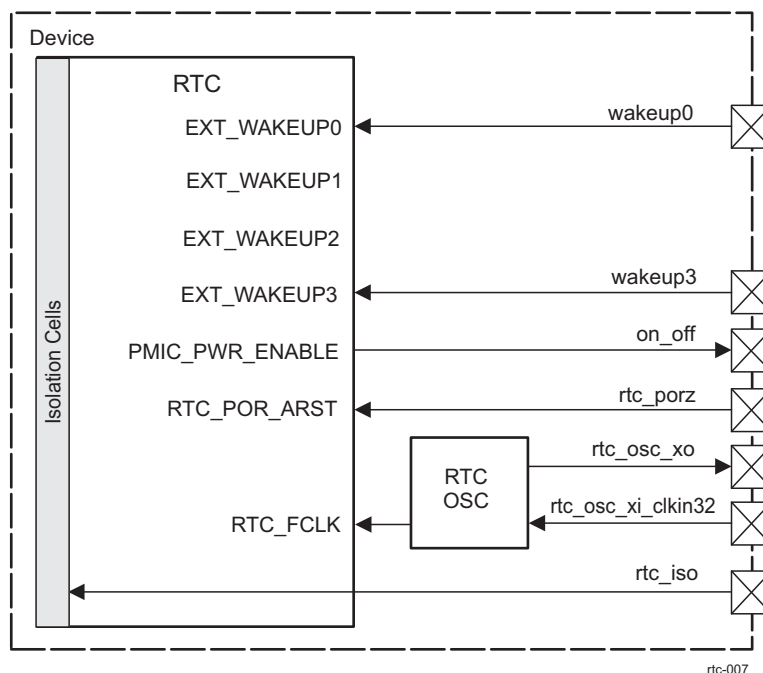 Device
RTC
EXT_WAKEUP0
wakeup0
EXT_WAKEUP1
EXT_WAKEUP2
EXT_WAKEUP3
wakeup3
PMIC_PWR_ENABLE
on_off
RTC_POR_ARST
rtc_porz
RTC
OSC
rtc_osc_xo
RTC_FCLK
rtc_osc_xi_clkin32
rtc_iso
Isolation Cells
rtc-007